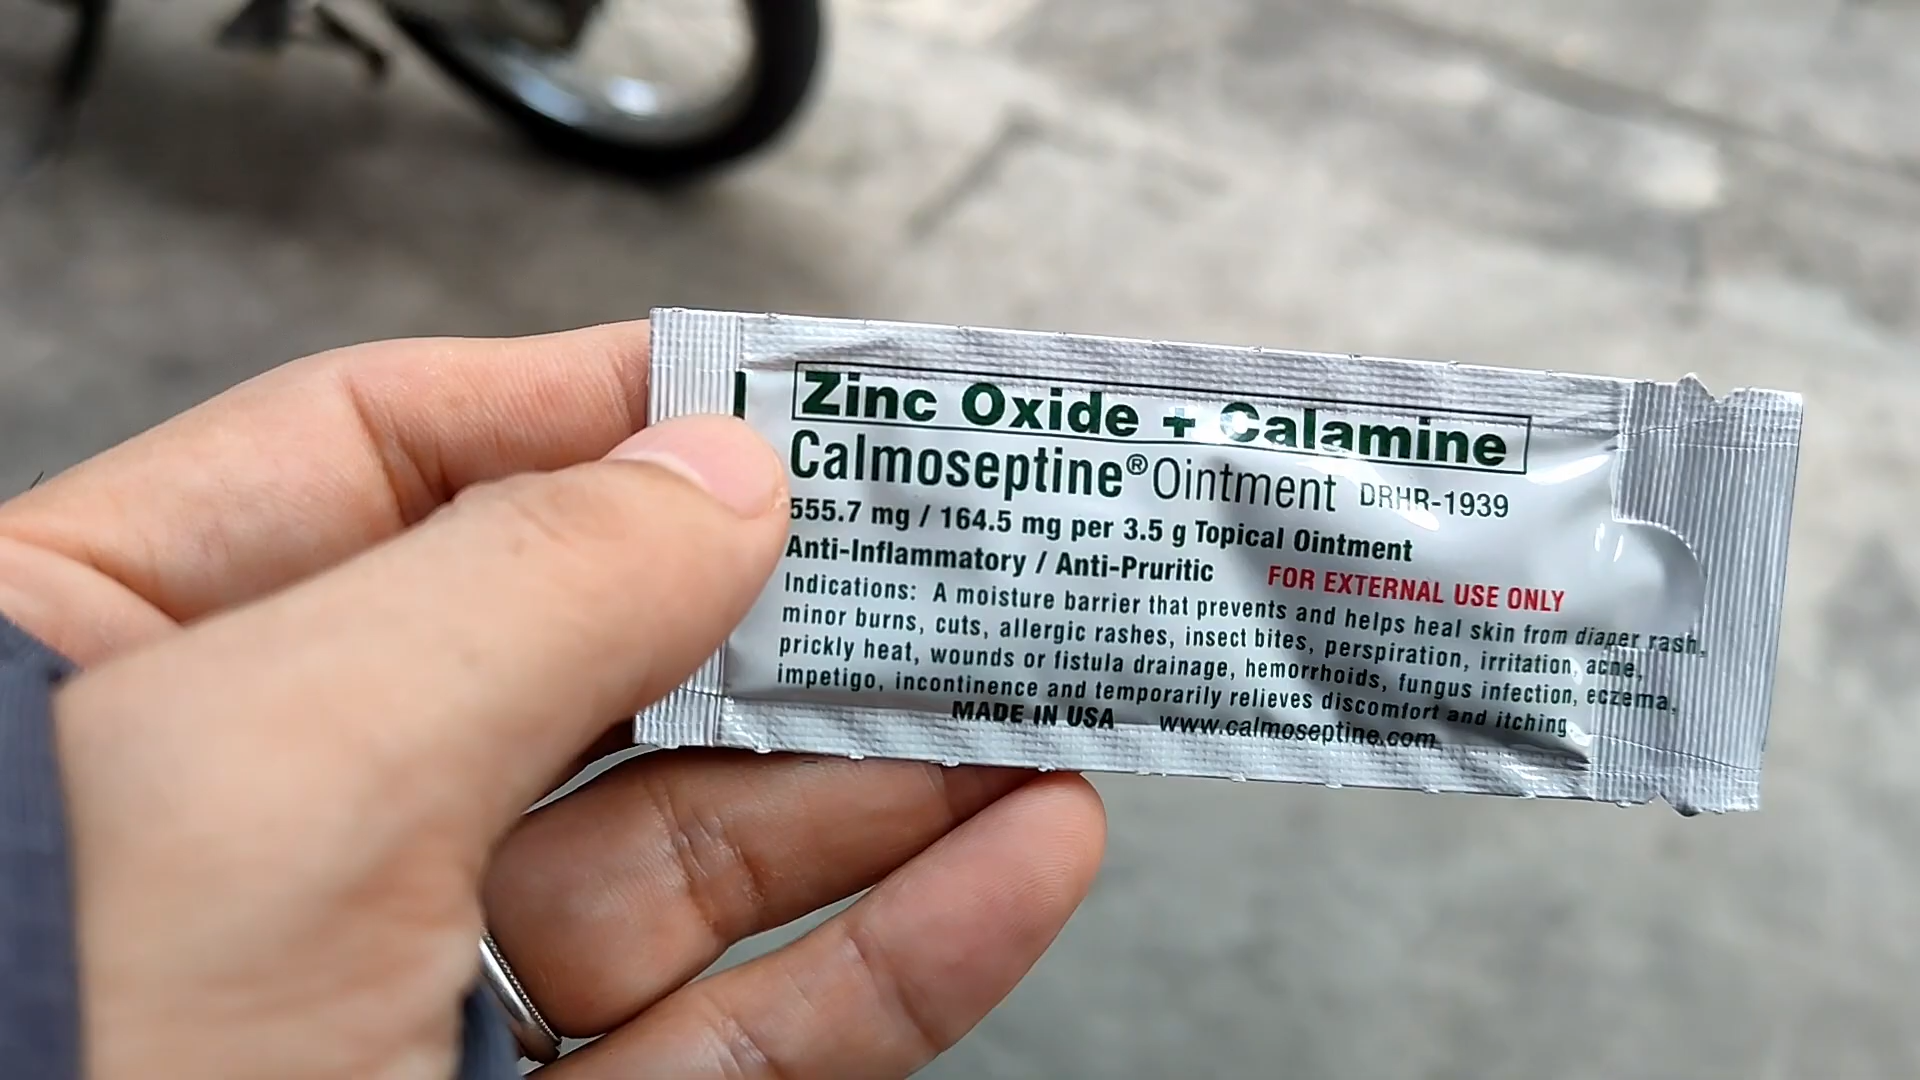 Zinc Oxide + Calamine
Calmoseptine® Ointment DRHR-1939
555.7 mg / 164.5 mg per 3.5 g Topical Ointment
Anti-Inflammatory / Anti-Pruritic FOR EXTERNAL USE ONLY
Indications: A moisture barrier that prevents and helps heal skin from diaper rash,
minor burns, cuts, allergic rashes, insect bites, perspiration, irritation, acne,
prickly heat, wounds or fistula drainage, hemorrhoids, fungus infection, eczema,
impetigo, incontinence and temporarily relieves discomfort and itching.
MADE IN USA www.calmoseptine.com